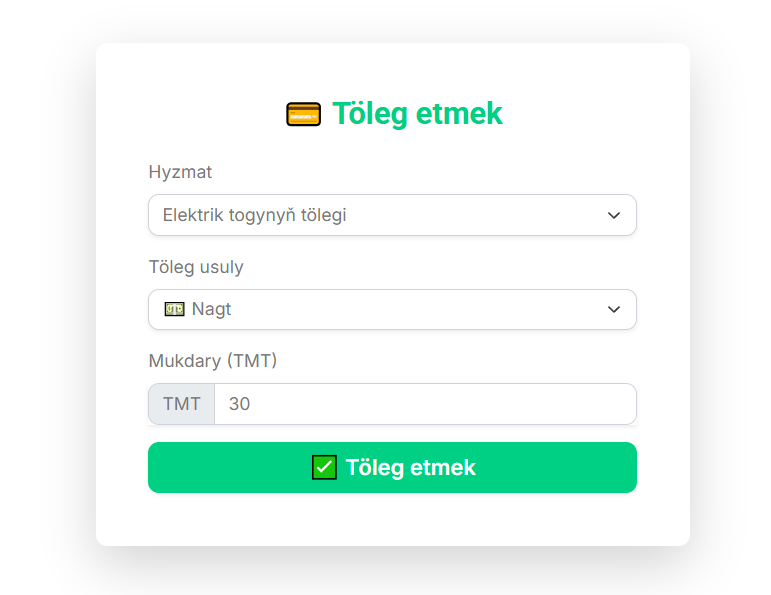 💳 Töleg etmek
Hyzmat
Elektrik togynyň tölegi
Töleg usuly
💵 Nagt
Mukdary (TMT)
TMT 30
✅ Töleg etmek